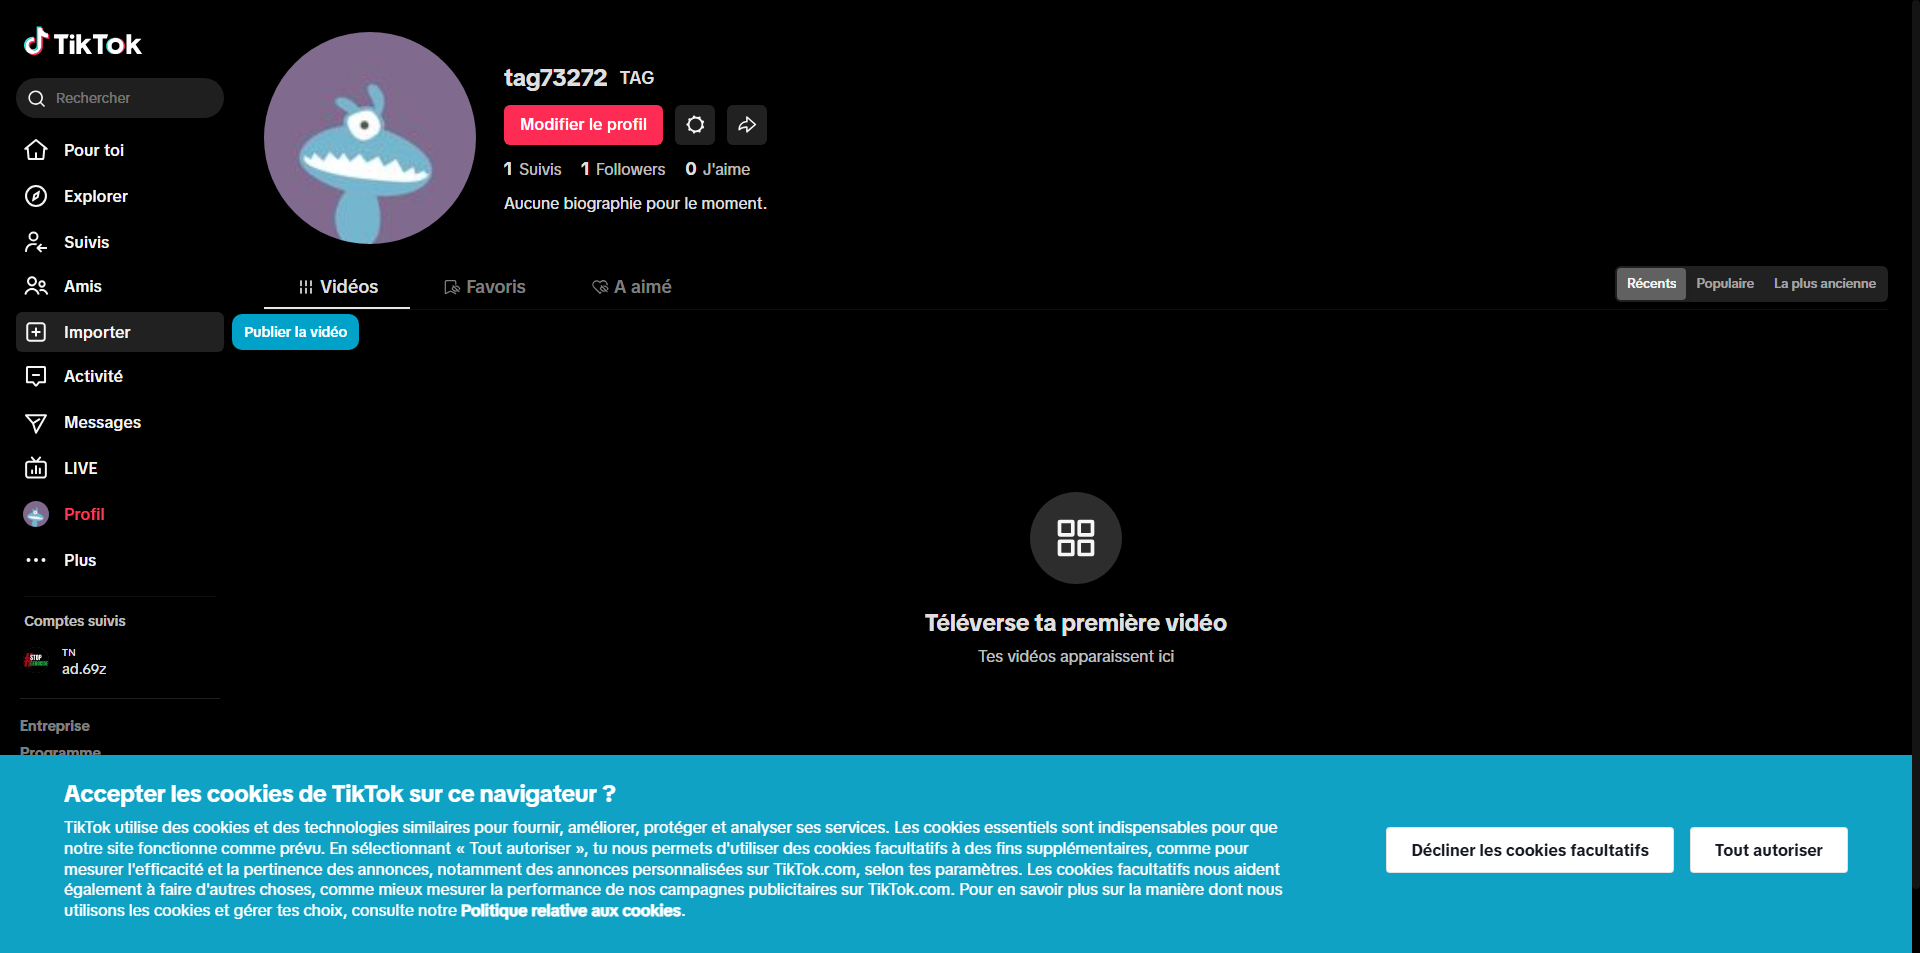 TikTok
Rechercher
Pour toi
Explorer
Suivis
Amis
Importer
Activité
Messages
LIVE
Profil
Plus
Comptes suivis
STOP
TN
ad.69z
Entreprise
Programme
tag73272 TAG
Modifier le profil
1 Suivis 1 Followers 0 J'aime
Aucune biographie pour le moment.
Vidéos Favoris A aimé
Récents Populaire La plus ancienne
Publier la vidéo
Téléverse ta première vidéo
Tes vidéos apparaissent ici
Accepter les cookies de TikTok sur ce navigateur ?
TikTok utilise des cookies et des technologies similaires pour fournir, améliorer, protéger et analyser ses services. Les cookies essentiels sont indispensables pour que
notre site fonctionne comme prévu. En sélectionnant « Tout autoriser », tu nous permets d'utiliser des cookies facultatifs à des fins supplémentaires, comme pour
mesurer l'efficacité et la pertinence des annonces, notamment des annonces personnalisées sur TikTok.com, selon tes paramètres. Les cookies facultatifs nous aident
également à faire d'autres choses, comme mieux mesurer la performance de nos campagnes publicitaires sur TikTok.com. Pour en savoir plus sur la manière dont nous
utilisons les cookies et gérer tes choix, consulte notre Politique relative aux cookies.
Décliner les cookies facultatifs
Tout autoriser